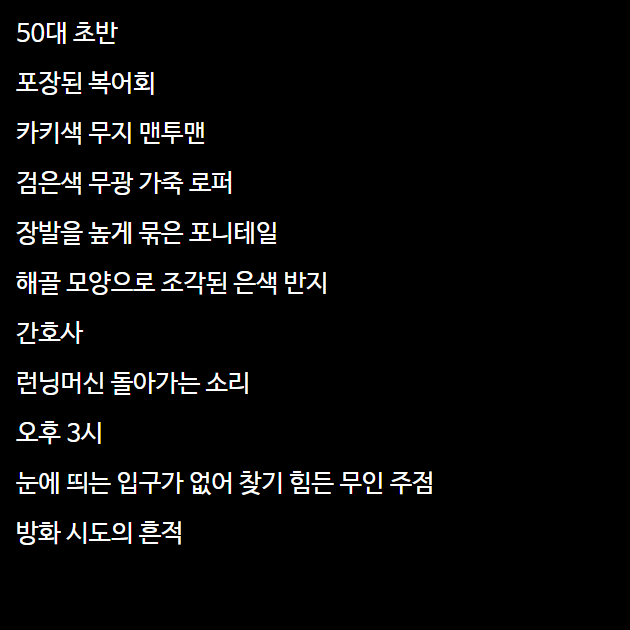 50대 초반
포장된 복어회
카키색 무지 맨투맨
검은색 무광 가죽 로퍼
장발을 높게 묶은 포니테일
해골 모양으로 조각된 은색 반지
간호사
런닝머신 돌아가는 소리
오후 3시
눈에 띄는 입구가 없어 찾기 힘든 무인 주점
방화 시도의 흔적